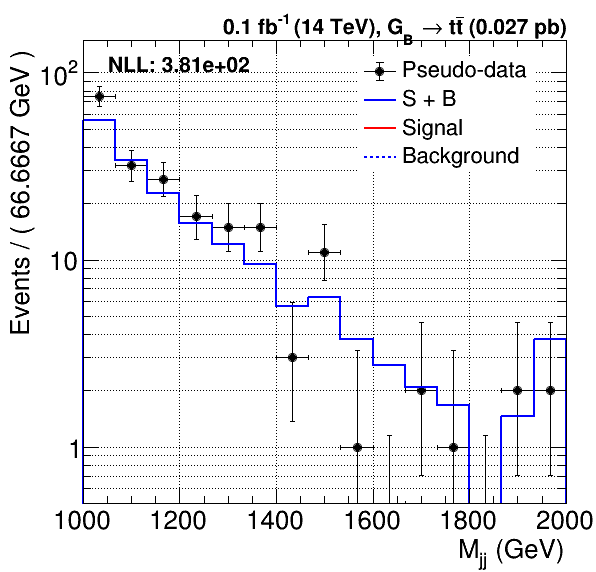 0.1 fb⁻¹ (14 TeV), G_B → tt̄ (0.027 pb)
NLL: 3.81e+02
Pseudo-data
S + B
Signal
Background
Events / ( 66.6667 GeV )
10²
10
1
1000 1200 1400 1600 1800 2000
M_jj (GeV)